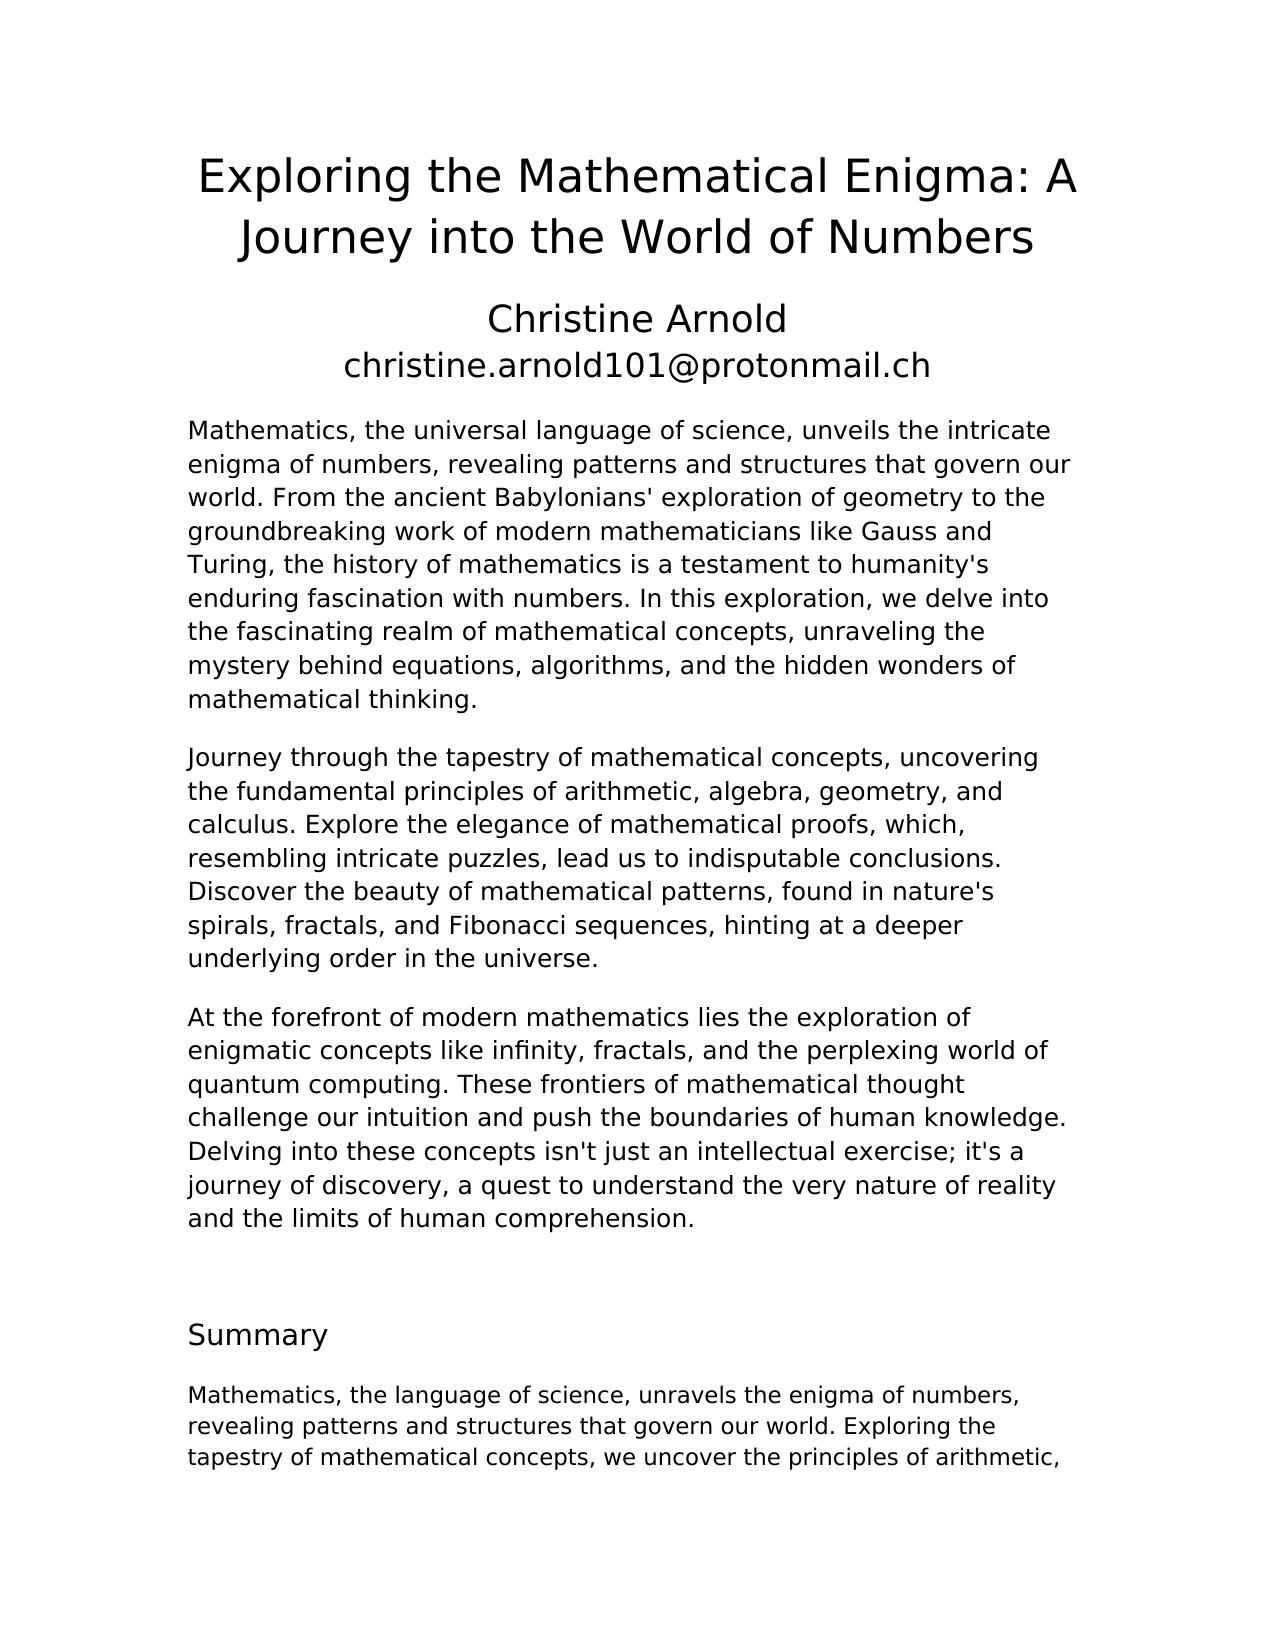 Exploring the Mathematical Enigma: A
Journey into the World of Numbers
Christine Arnold
christine.arnold101@protonmail.ch
Mathematics, the universal language of science, unveils the intricate
enigma of numbers, revealing patterns and structures that govern our
world. From the ancient Babylonians' exploration of geometry to the
groundbreaking work of modern mathematicians like Gauss and
Turing, the history of mathematics is a testament to humanity's
enduring fascination with numbers. In this exploration, we delve into
the fascinating realm of mathematical concepts, unraveling the
mystery behind equations, algorithms, and the hidden wonders of
mathematical thinking.
Journey through the tapestry of mathematical concepts, uncovering
the fundamental principles of arithmetic, algebra, geometry, and
calculus. Explore the elegance of mathematical proofs, which,
resembling intricate puzzles, lead us to indisputable conclusions.
Discover the beauty of mathematical patterns, found in nature's
spirals, fractals, and Fibonacci sequences, hinting at a deeper
underlying order in the universe.
At the forefront of modern mathematics lies the exploration of
enigmatic concepts like infinity, fractals, and the perplexing world of
quantum computing. These frontiers of mathematical thought
challenge our intuition and push the boundaries of human knowledge.
Delving into these concepts isn't just an intellectual exercise; it's a
journey of discovery, a quest to understand the very nature of reality
and the limits of human comprehension.
Summary
Mathematics, the language of science, unravels the enigma of numbers,
revealing patterns and structures that govern our world. Exploring the
tapestry of mathematical concepts, we uncover the principles of arithmetic,